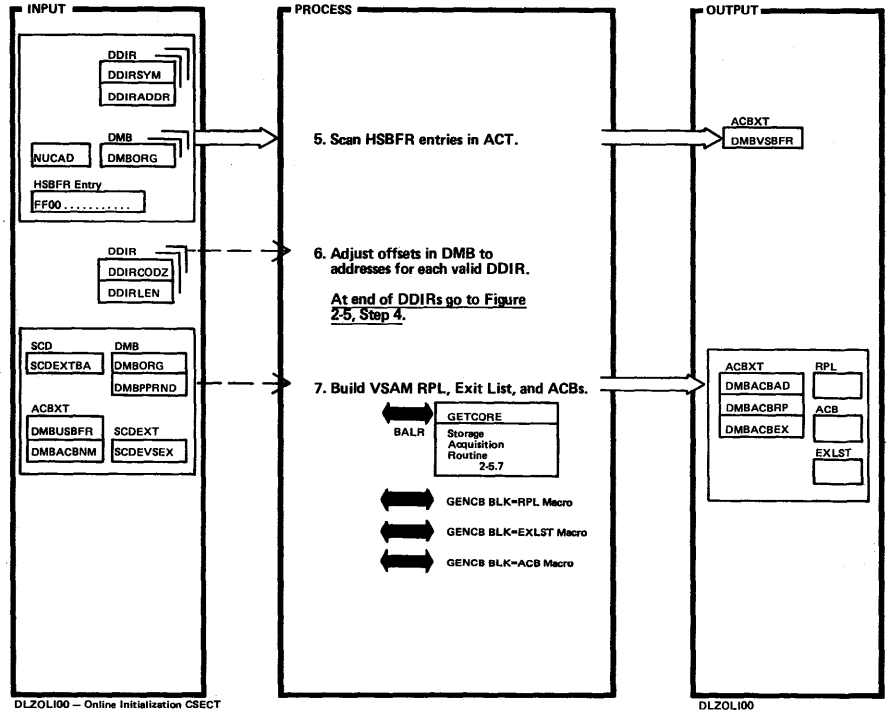 INPUT
DDIR
DDIRSYM
DDIRADDR
DMB
NUCAD
DMBORG
HSBFR Entry
FF00 . . . . . . . . . . .
DDIR
DDIRCODZ
DDIRLEN
SCD
DMB
SCDEXTBA
DMBORG
DMBPPRND
ACBXT
DMBUSBFR
SCDEXT
DMBACBNM
SCDEVSEX
DLZOLI00 — Online Initialization CSECT
PROCESS
5. Scan HSBFR entries in ACT.
6. Adjust offsets in DMB to
addresses for each valid DDIR.
At end of DDIRs go to Figure
2-5, Step 4.
7. Build VSAM RPL, Exit List, and ACBs.
BALR
GETCORE
Storage
Acquisition
Routine
2-5.7
GENCB BLK=RPL Macro
GENCB BLK=EXLST Macro
GENCB BLK=ACB Macro
OUTPUT
ACBXT
DMBVSBFR
ACBXT
RPL
DMBACBAD
DMBACBRP
ACB
DMBACBEX
EXLST
DLZOLI00